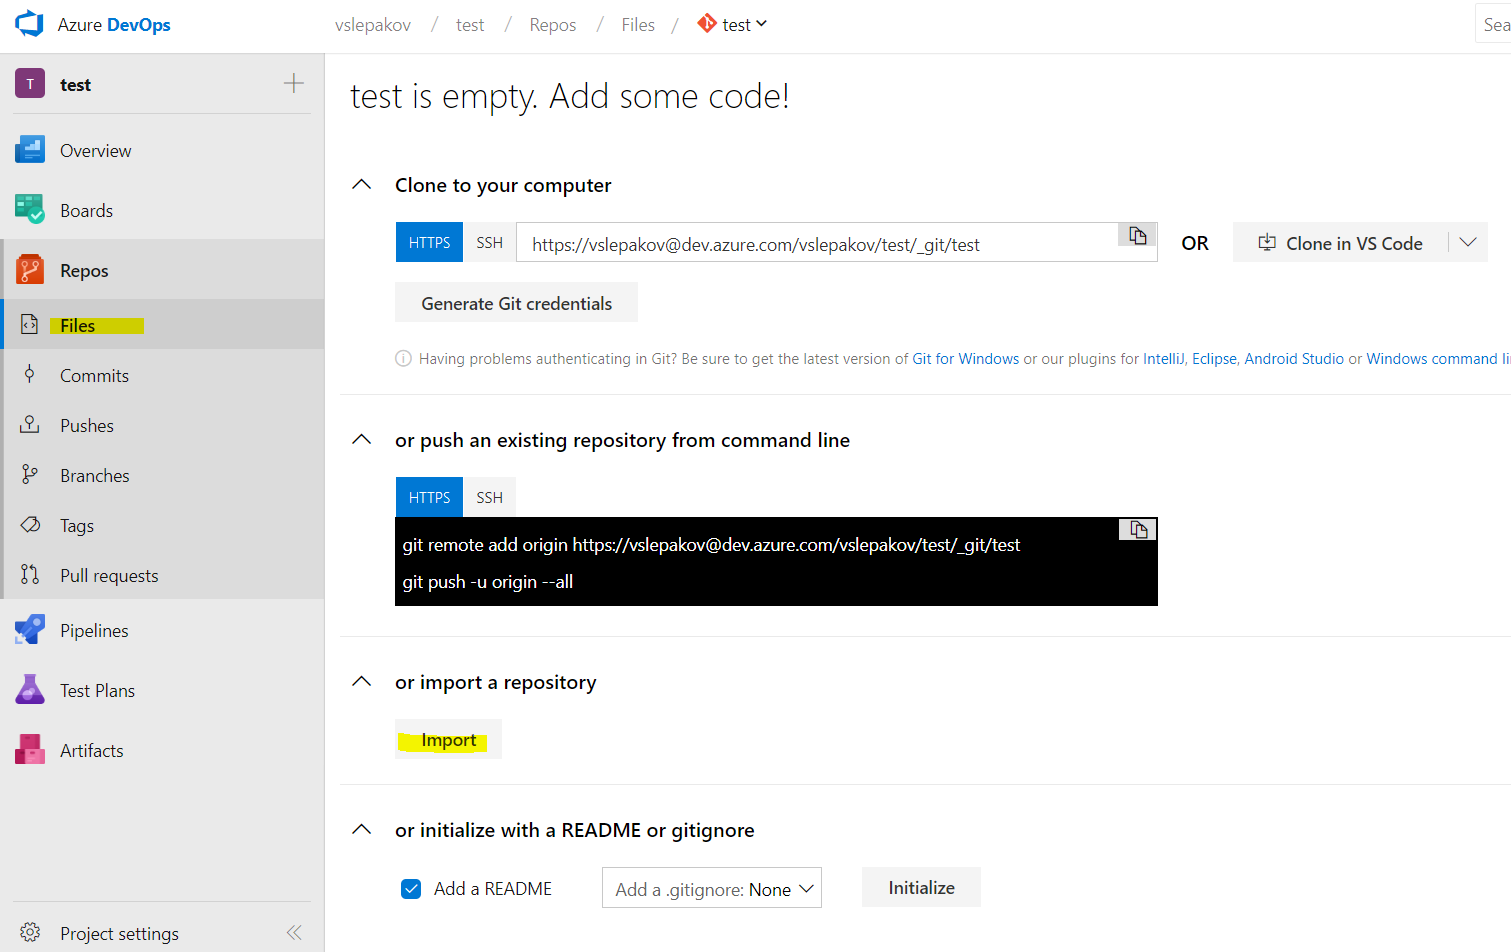 Azure DevOps
vslepakov / test / Repos / Files / test
Sea
T test
Overview
Boards
Repos
Files
Commits
Pushes
Branches
Tags
Pull requests
Pipelines
Test Plans
Artifacts
Project settings
test is empty. Add some code!
Clone to your computer
HTTPS SSH https://vslepakov@dev.azure.com/vslepakov/test/_git/test OR Clone in VS Code
Generate Git credentials
Having problems authenticating in Git? Be sure to get the latest version of Git for Windows or our plugins for IntelliJ, Eclipse, Android Studio or Windows command li
or push an existing repository from command line
HTTPS SSH
git remote add origin https://vslepakov@dev.azure.com/vslepakov/test/_git/test
git push -u origin --all
or import a repository
Import
or initialize with a README or gitignore
Add a README Add a .gitignore: None Initialize